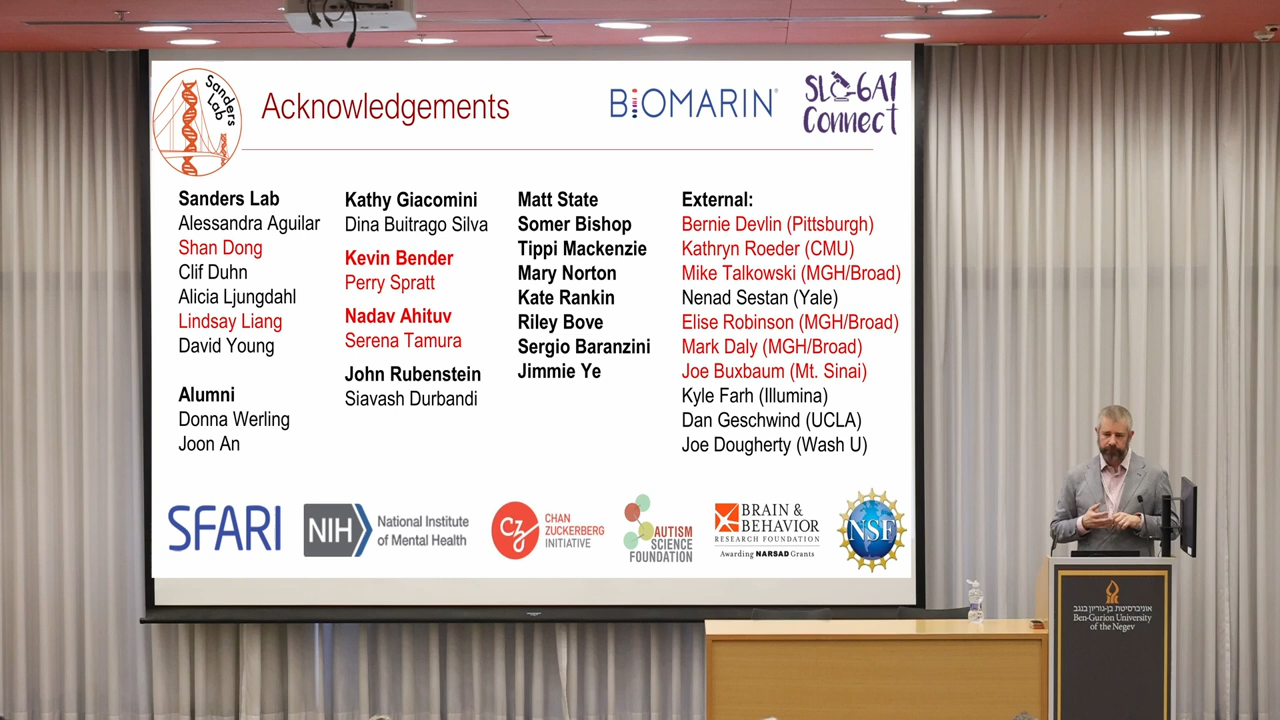 Sanders
Lab
Acknowledgements
BIOMARIN®
SLC6A1
Connect
Sanders Lab
Alessandra Aguilar
Shan Dong
Clif Duhn
Alicia Ljungdahl
Lindsay Liang
David Young
Alumni
Donna Werling
Joon An
Kathy Giacomini
Dina Buitrago Silva
Kevin Bender
Perry Spratt
Nadav Ahituv
Serena Tamura
John Rubenstein
Siavash Durbandi
Matt State
Somer Bishop
Tippi Mackenzie
Mary Norton
Kate Rankin
Riley Bove
Sergio Baranzini
Jimmie Ye
External:
Bernie Devlin (Pittsburgh)
Kathryn Roeder (CMU)
Mike Talkowski (MGH/Broad)
Nenad Sestan (Yale)
Elise Robinson (MGH/Broad)
Mark Daly (MGH/Broad)
Joe Buxbaum (Mt. Sinai)
Kyle Farh (Illumina)
Dan Geschwind (UCLA)
Joe Dougherty (Wash U)
SFARI
NIH
National Institute
of Mental Health
cz
CHAN
ZUCKERBERG
INITIATIVE
AUTISM
SCIENCE
FOUNDATION
BRAIN &
BEHAVIOR
RESEARCH FOUNDATION
Awarding NARSAD Grants
NSF
אוניברסיטת בן-גוריון בנגב
Ben-Gurion University
of the Negev